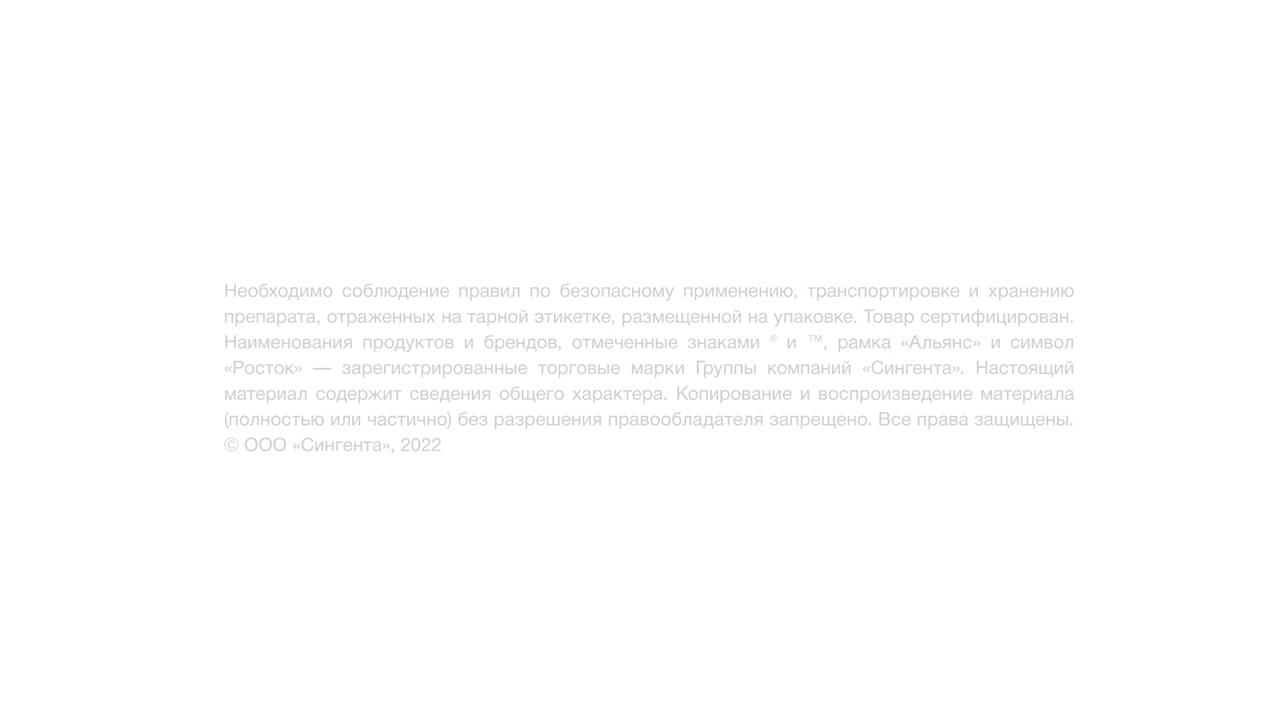 Необходимо соблюдение правил по безопасному применению, транспортировке и хранению
препарата, отраженных на тарной этикетке, размещенной на упаковке. Товар сертифицирован.
Наименования продуктов и брендов, отмеченные знаками ® и ™, рамка «Альянс» и символ
«Росток» — зарегистрированные торговые марки Группы компаний «Сингента». Настоящий
материал содержит сведения общего характера. Копирование и воспроизведение материала
(полностью или частично) без разрешения правообладателя запрещено. Все права защищены.
© ООО «Сингента», 2022